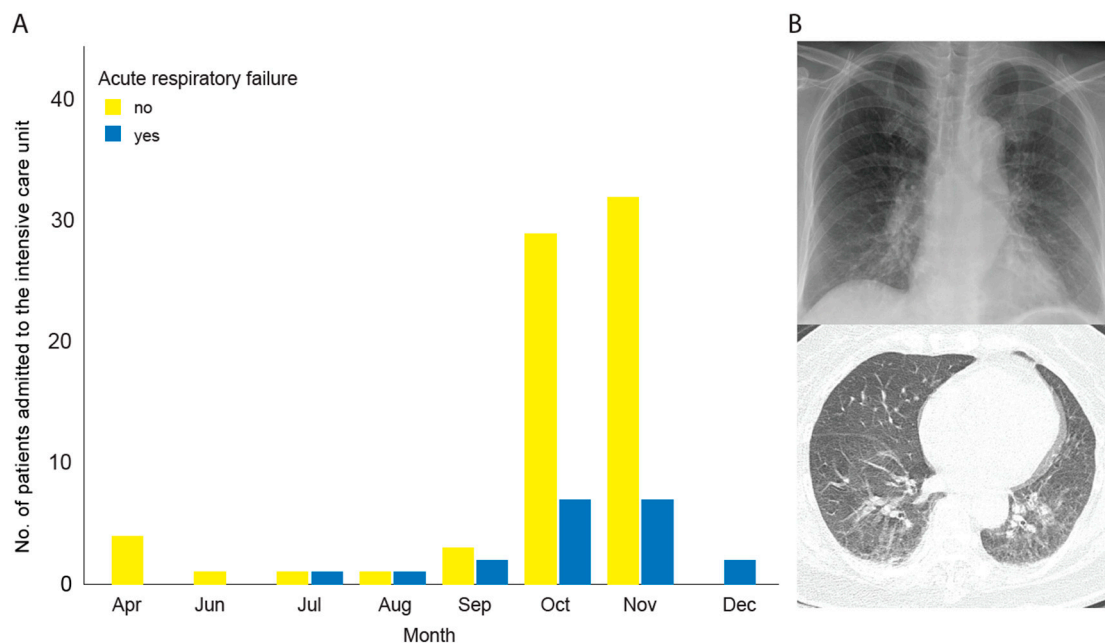 A
B
Acute respiratory failure
no
yes
No. of patients admitted to the intensive care unit
40
30
20
10
0
Apr Jun Jul Aug Sep Oct Nov Dec
Month